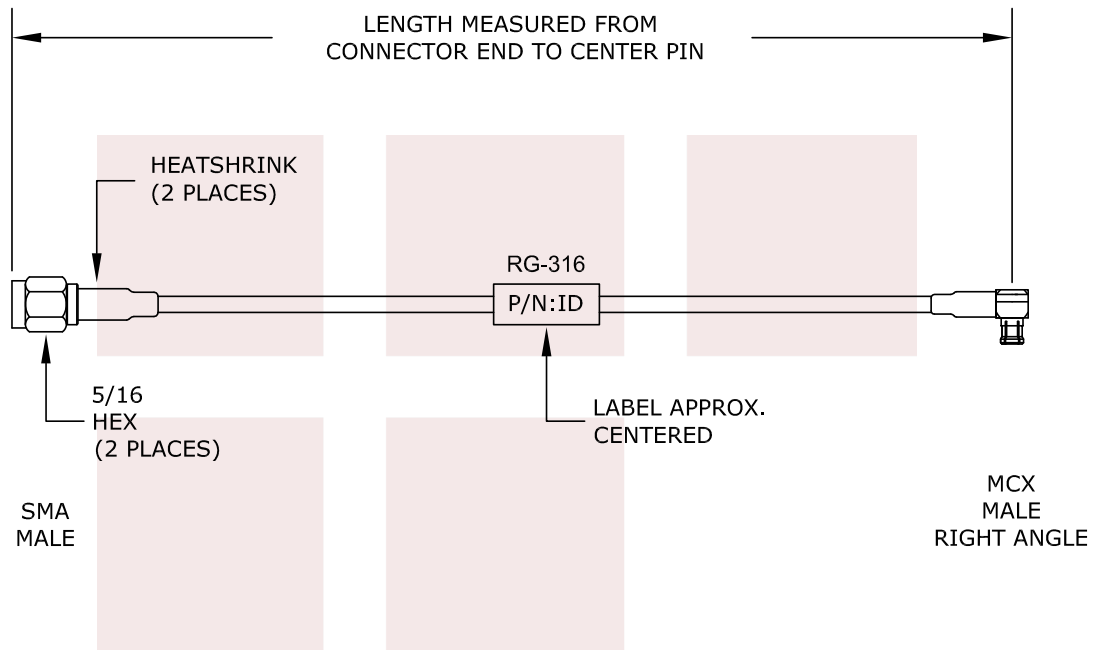 LENGTH MEASURED FROM
CONNECTOR END TO CENTER PIN
HEATSHRINK
(2 PLACES)
RG-316
P/N:ID
5/16
HEX
(2 PLACES)
LABEL APPROX.
CENTERED
SMA
MALE
MCX
MALE
RIGHT ANGLE